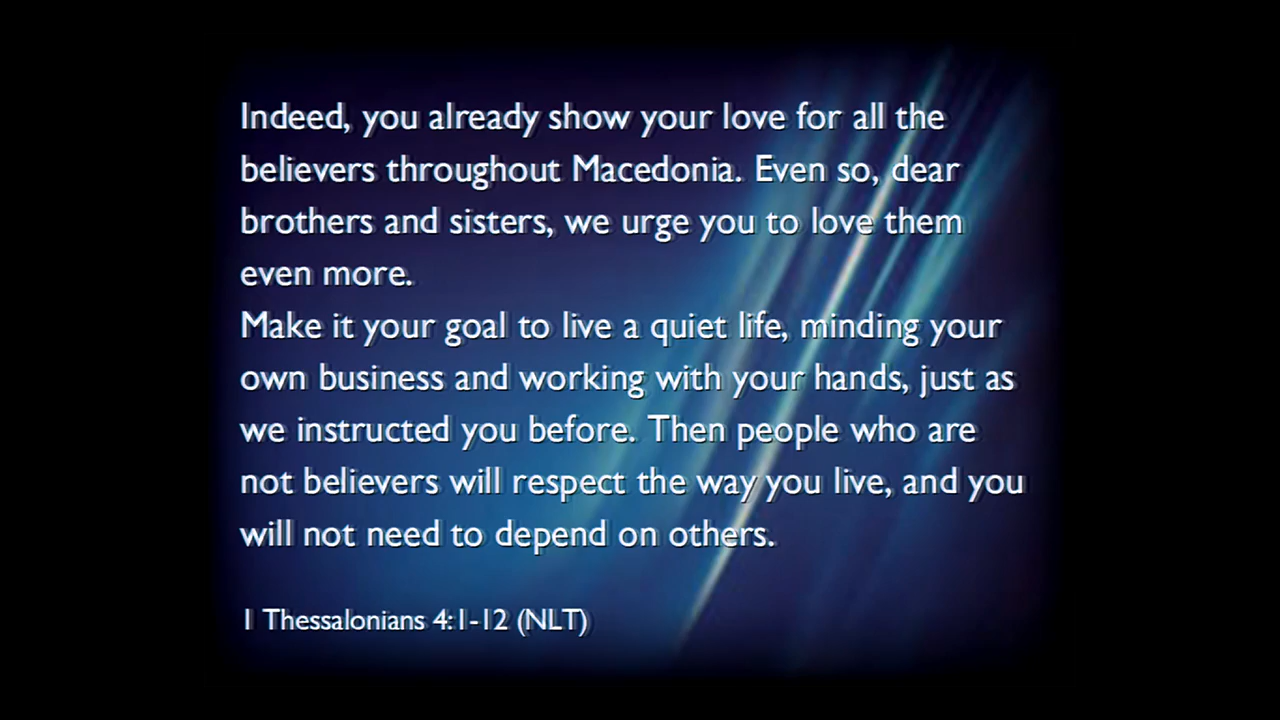 Indeed, you already show your love for all the
believers throughout Macedonia. Even so, dear
brothers and sisters, we urge you to love them
even more.
Make it your goal to live a quiet life, minding your
own business and working with your hands, just as
we instructed you before. Then people who are
not believers will respect the way you live, and you
will not need to depend on others.
1 Thessalonians 4:1-12 (NLT)